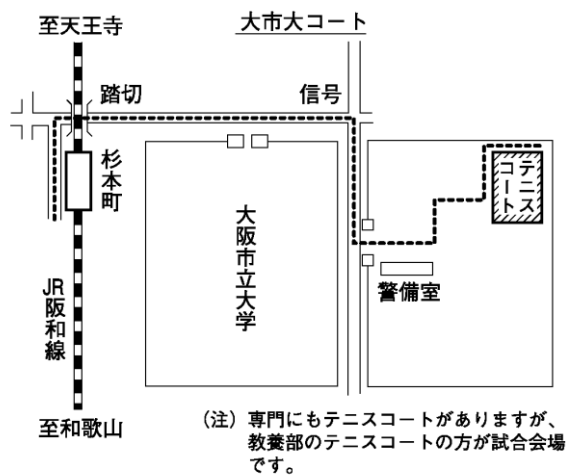 至天王寺
大市大コート
踏切
信号
杉本町
テニス
コート
大阪市立大学
警備室
JR阪和線
至和歌山
(注) 専門にもテニスコートがありますが、
教養部のテニスコートの方が試合会場
です。